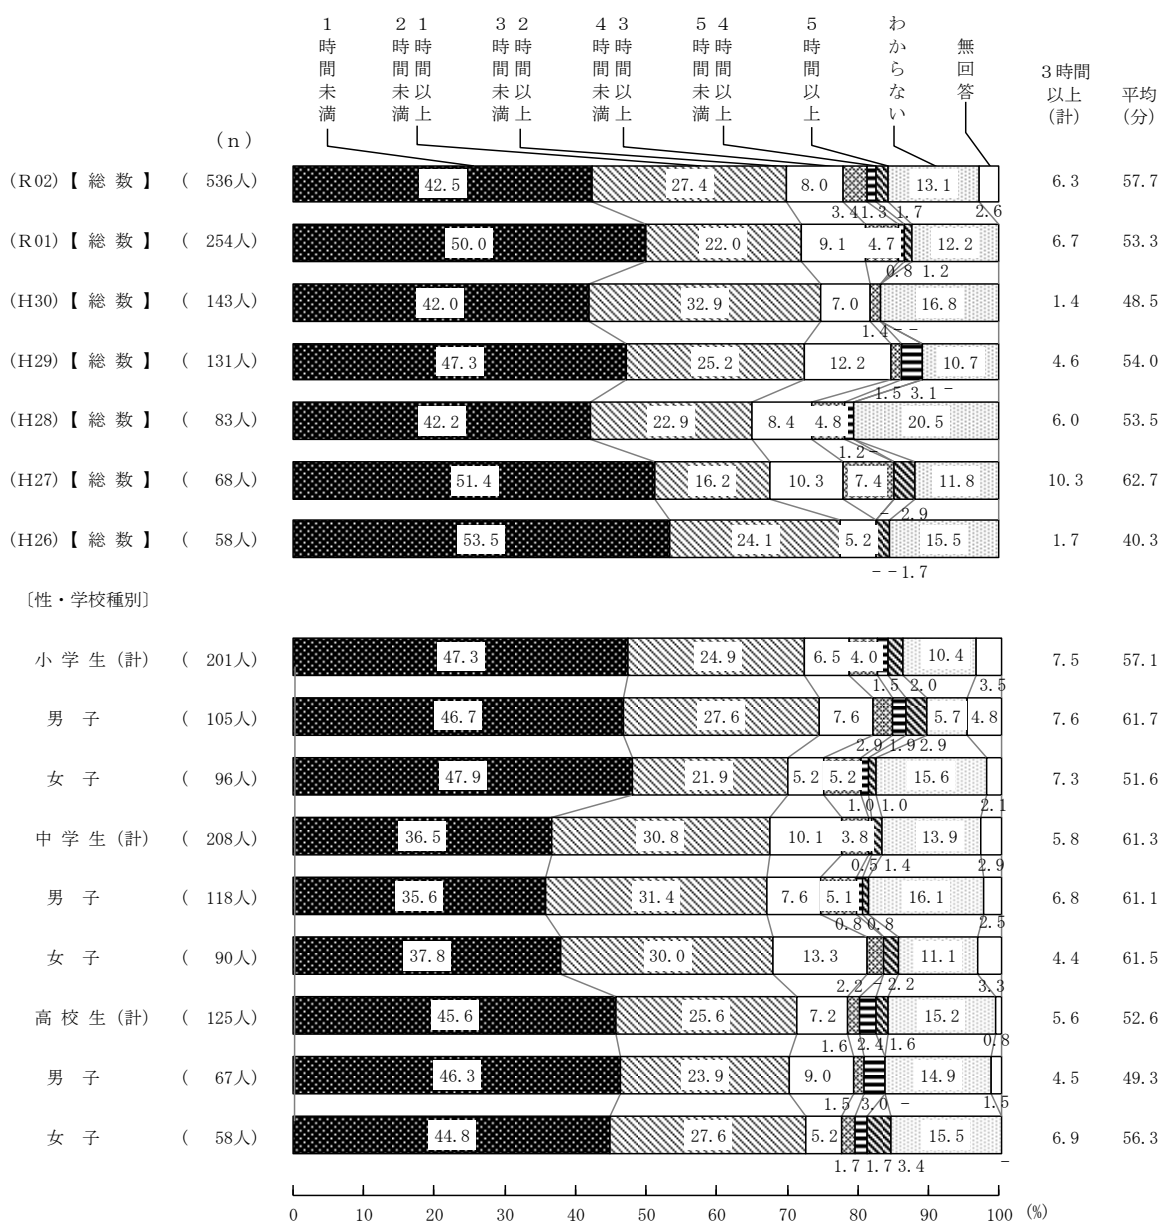 1時間未満
1時間以上2時間未満
2時間以上3時間未満
3時間以上4時間未満
4時間以上5時間未満
5時間以上
わからない
無回答
3時間以上(計)
平均(分)
(n)
(R02)【 総 数 】 ( 536人) 42.5 27.4 8.0 13.1 6.3 57.7
3.4 1.3 1.7 2.6
(R01)【 総 数 】 ( 254人) 50.0 22.0 9.1 4.7 12.2 6.7 53.3
0.8 1.2
(H30)【 総 数 】 ( 143人) 42.0 32.9 7.0 16.8 1.4 48.5
1.4 - -
(H29)【 総 数 】 ( 131人) 47.3 25.2 12.2 10.7 4.6 54.0
1.5 3.1 -
(H28)【 総 数 】 ( 83人) 42.2 22.9 8.4 4.8 20.5 6.0 53.5
1.2 -
(H27)【 総 数 】 ( 68人) 51.4 16.2 10.3 7.4 11.8 10.3 62.7
- 2.9
(H26)【 総 数 】 ( 58人) 53.5 24.1 5.2 15.5 1.7 40.3
- - 1.7
〔性・学校種別〕
小 学 生 (計) ( 201人) 47.3 24.9 6.5 4.0 10.4 7.5 57.1
1.5 2.0 3.5
男 子 ( 105人) 46.7 27.6 7.6 5.7 4.8 7.6 61.7
2.9 1.9 2.9
女 子 ( 96人) 47.9 21.9 5.2 5.2 15.6 7.3 51.6
1.0 1.0 2.1
中 学 生 (計) ( 208人) 36.5 30.8 10.1 3.8 13.9 5.8 61.3
0.5 1.4 2.9
男 子 ( 118人) 35.6 31.4 7.6 5.1 16.1 6.8 61.1
0.8 0.8 2.5
女 子 ( 90人) 37.8 30.0 13.3 11.1 4.4 61.5
2.2 - 2.2 3.3
高 校 生 (計) ( 125人) 45.6 25.6 7.2 15.2 5.6 52.6
1.6 2.4 1.6 0.8
男 子 ( 67人) 46.3 23.9 9.0 14.9 4.5 49.3
1.5 3.0 - 1.5
女 子 ( 58人) 44.8 27.6 5.2 15.5 6.9 56.3
1.7 1.7 3.4 -
0 10 20 30 40 50 60 70 80 90 100 (%)